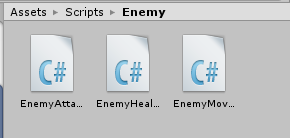 Assets ▸ Scripts ▸ Enemy
C# C# C#
EnemyAtta... EnemyHeal... EnemyMov...